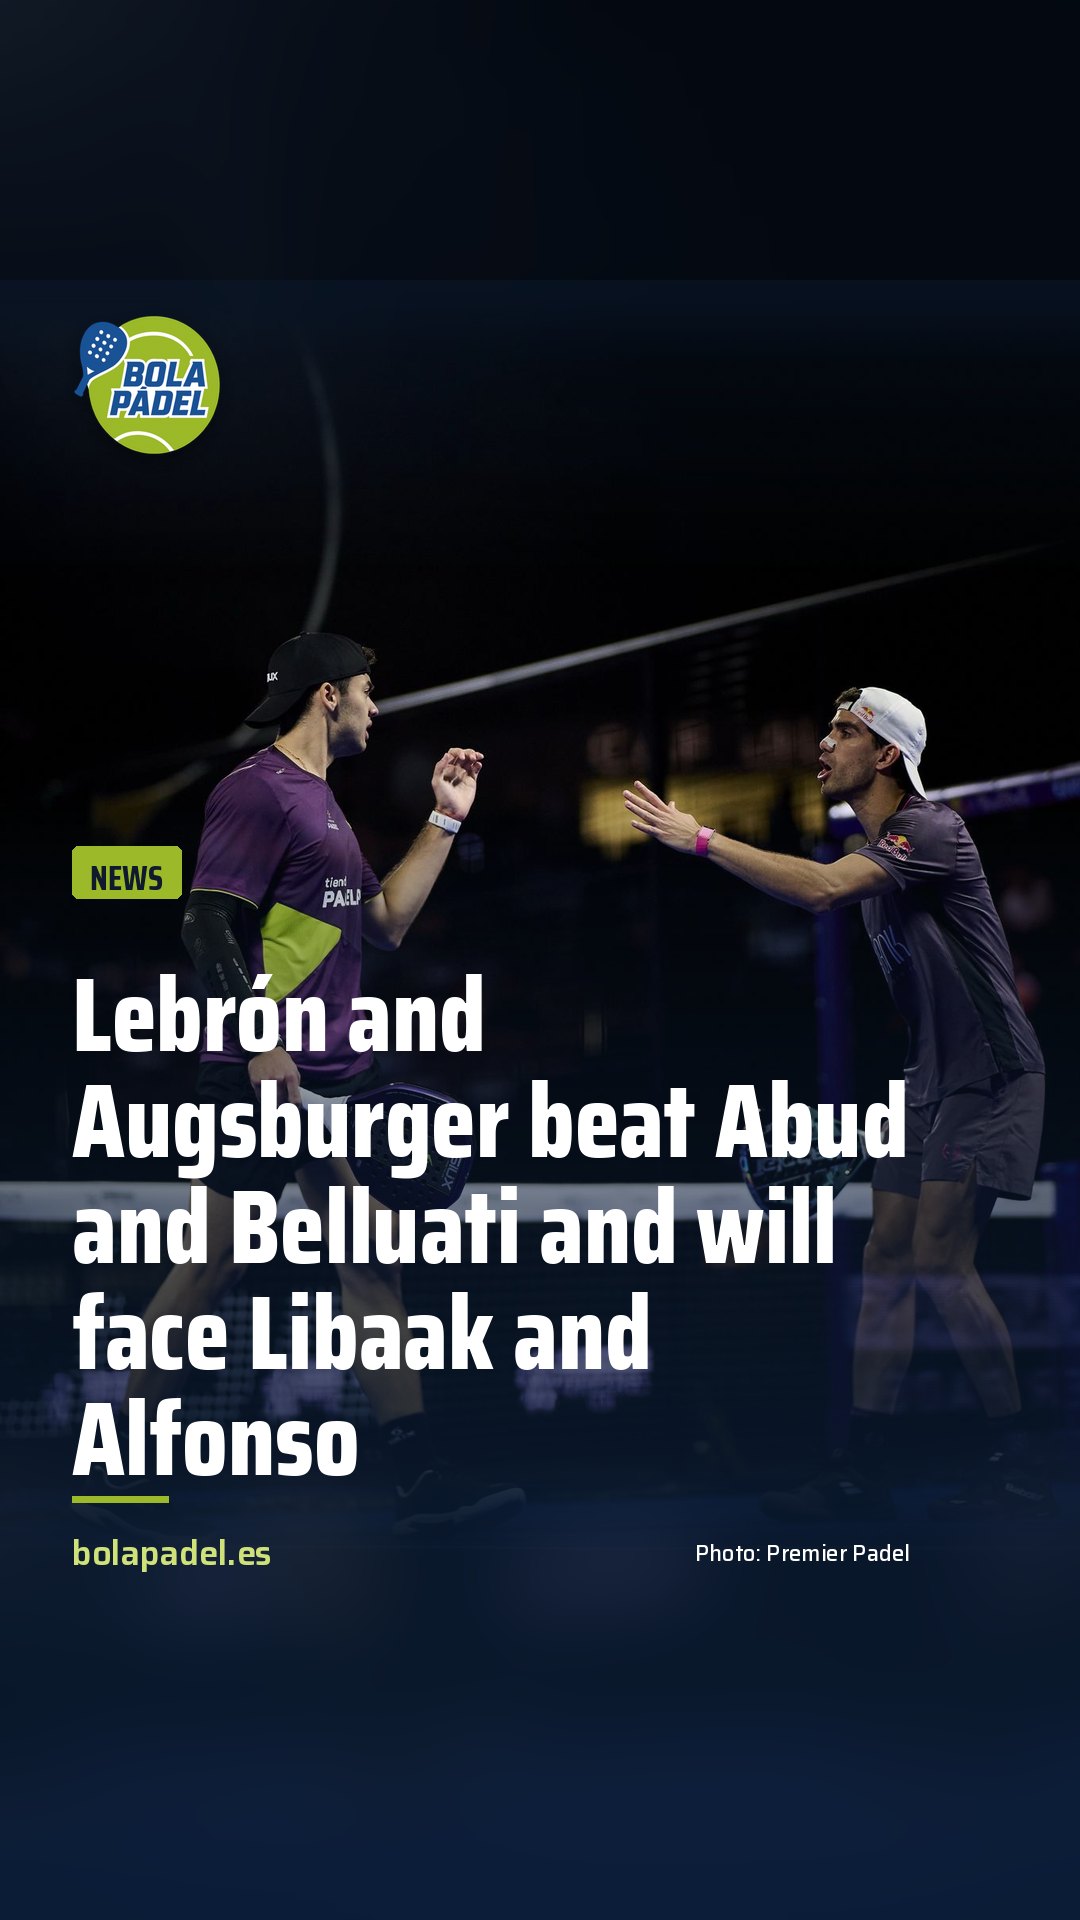 BOLA
PÁDEL
NEWS
Lebrón and
Augsburger beat Abud
and Belluati and will
face Libaak and
Alfonso
bolapadel.es
Photo: Premier Padel